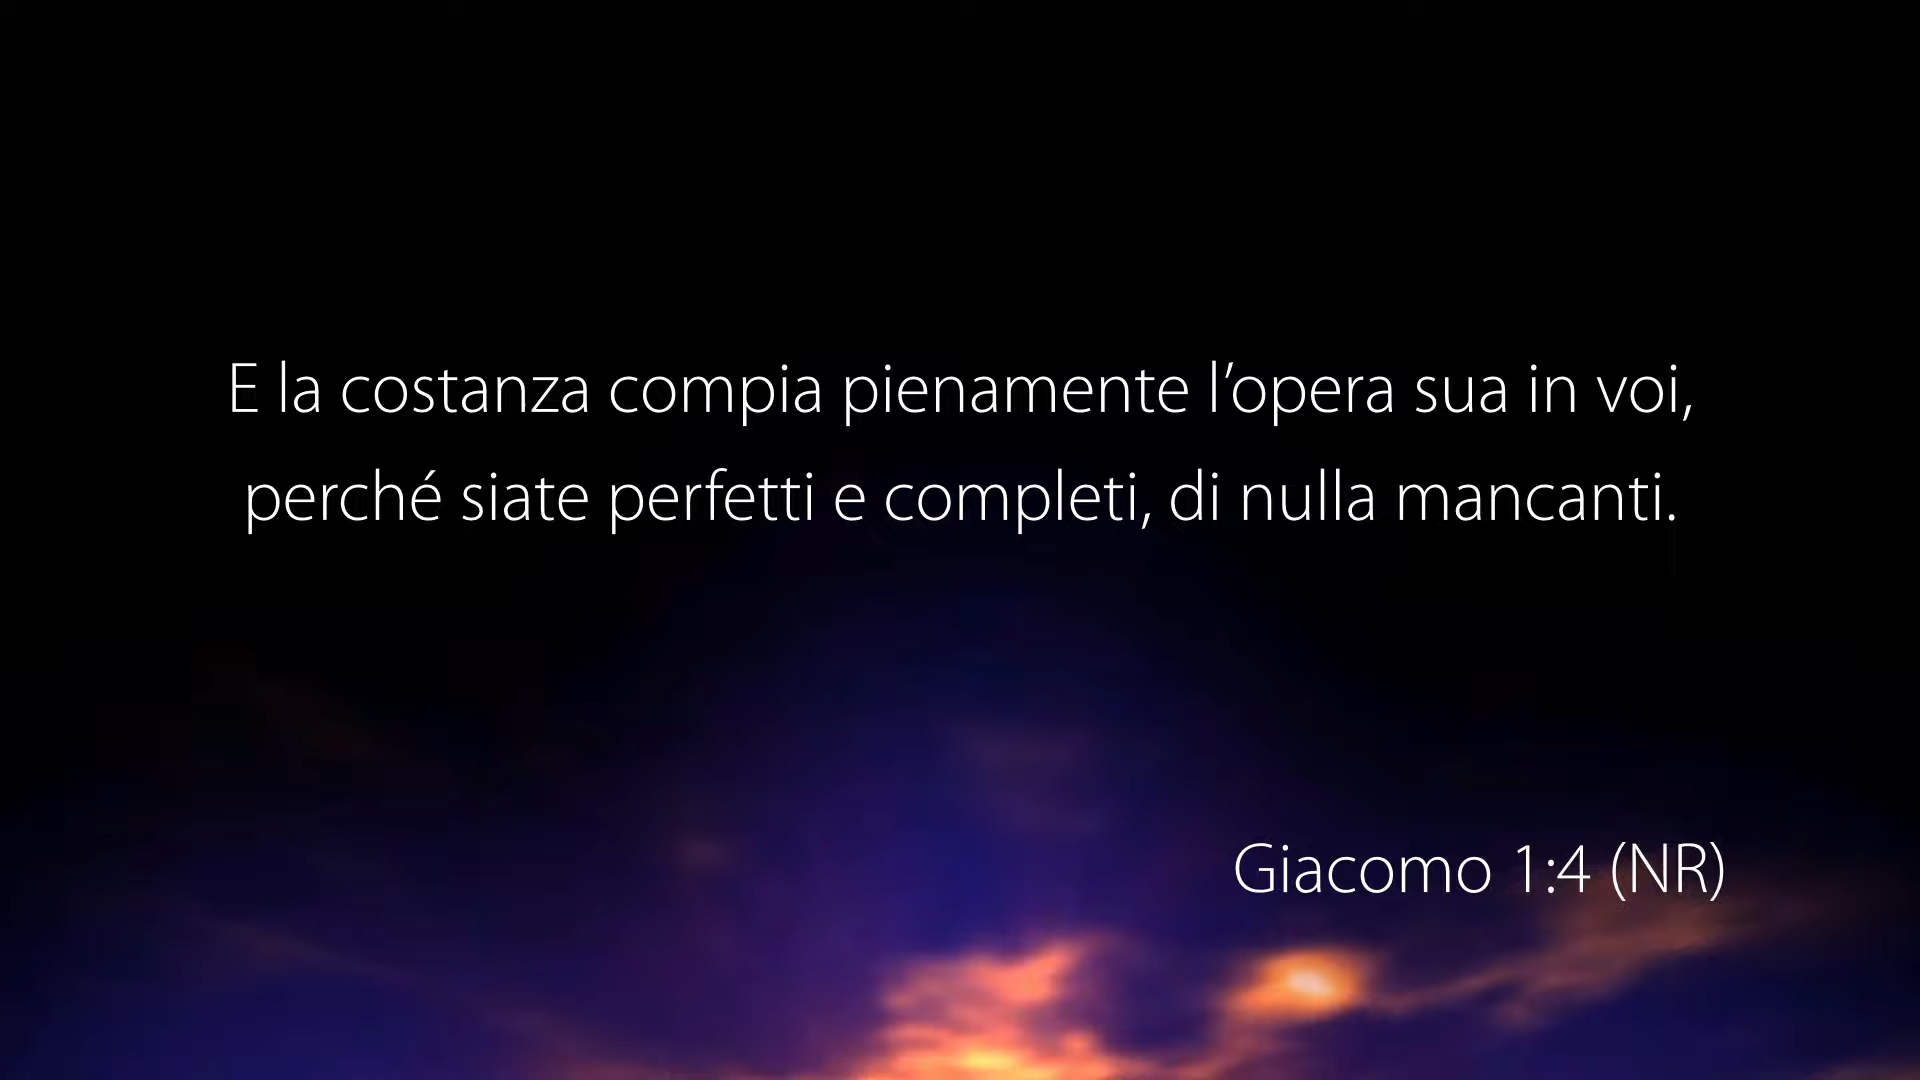 E la costanza compia pienamente l’opera sua in voi,
perché siate perfetti e completi, di nulla mancanti.
Giacomo 1:4 (NR)